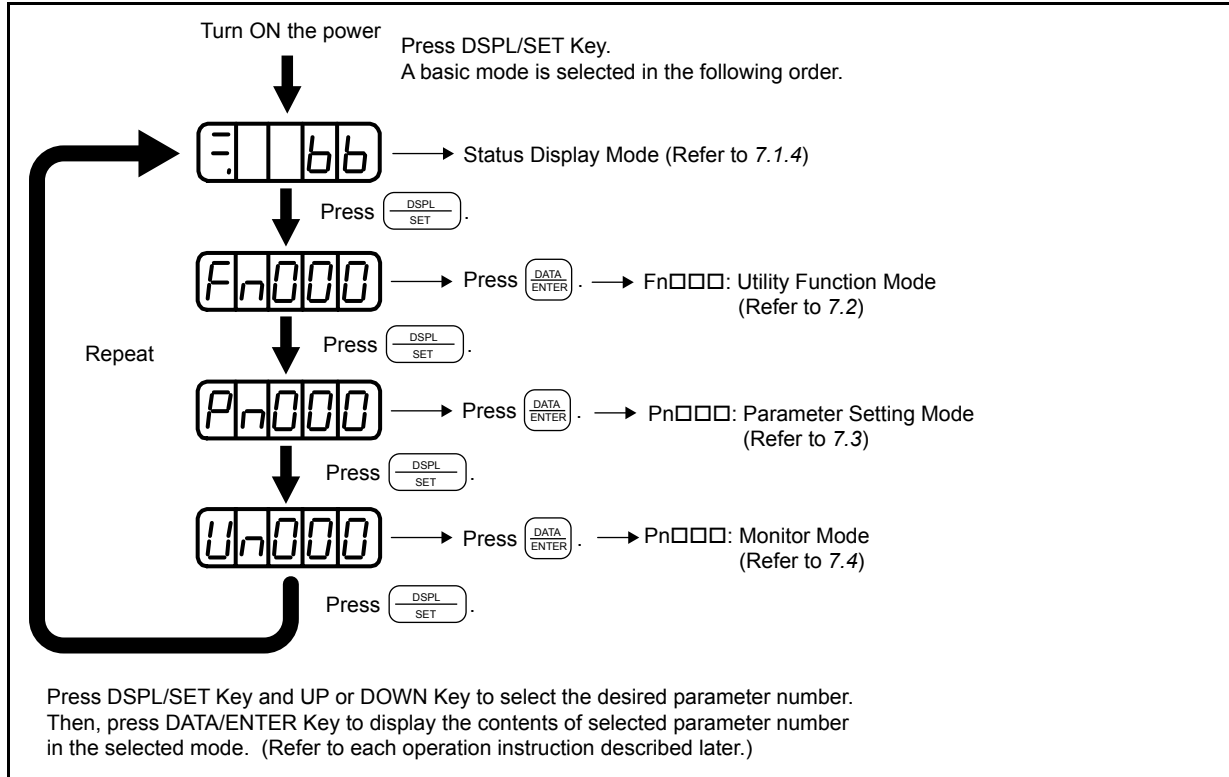 Turn ON the power
Press DSPL/SET Key.
A basic mode is selected in the following order.
bb
Status Display Mode (Refer to 7.1.4)
Press DSPL/SET.
Fn000
Press DATA/ENTER.
Fn□□□: Utility Function Mode
(Refer to 7.2)
Repeat
Press DSPL/SET.
Pn000
Press DATA/ENTER.
Pn□□□: Parameter Setting Mode
(Refer to 7.3)
Press DSPL/SET.
Un000
Press DATA/ENTER.
Pn□□□: Monitor Mode
(Refer to 7.4)
Press DSPL/SET.
Press DSPL/SET Key and UP or DOWN Key to select the desired parameter number.
Then, press DATA/ENTER Key to display the contents of selected parameter number
in the selected mode.  (Refer to each operation instruction described later.)